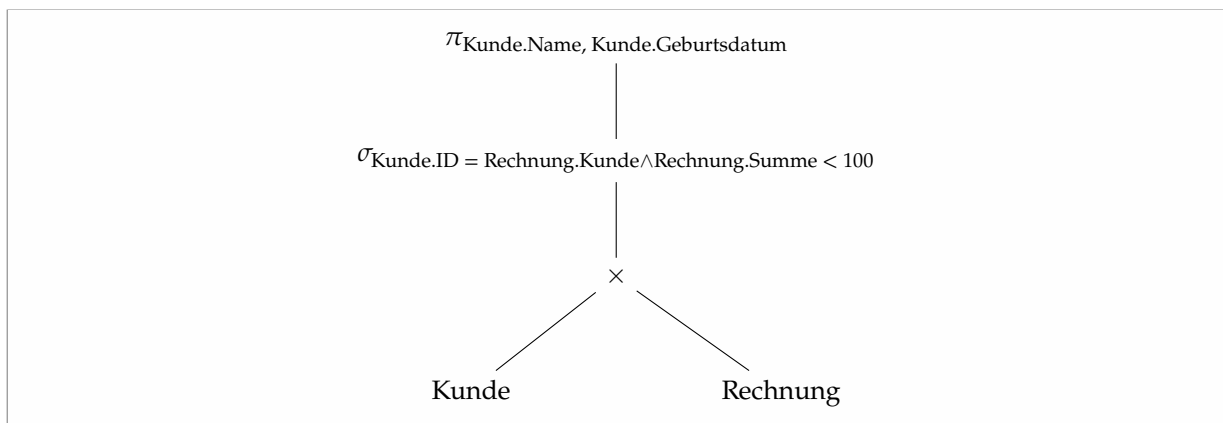 πKunde.Name, Kunde.Geburtsdatum
σKunde.ID = Rechnung.Kunde∧Rechnung.Summe < 100
×
Kunde Rechnung